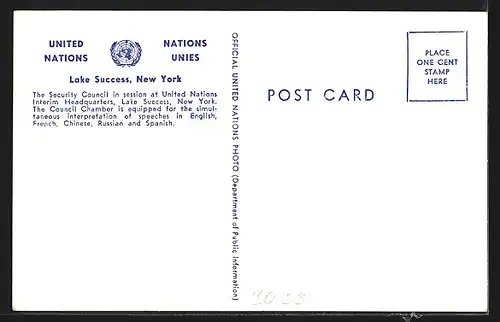 UNITED NATIONS
NATIONS UNIES
Lake Success, New York
The Security Council in session at United Nations
Interim Headquarters, Lake Success, New York.
The Council Chamber is equipped for the simul-
taneous interpretation of speeches in English,
French, Chinese, Russian and Spanish.
OFFICIAL UNITED NATIONS PHOTO (Department of Public Information)
POST CARD
PLACE
ONE CENT
STAMP
HERE